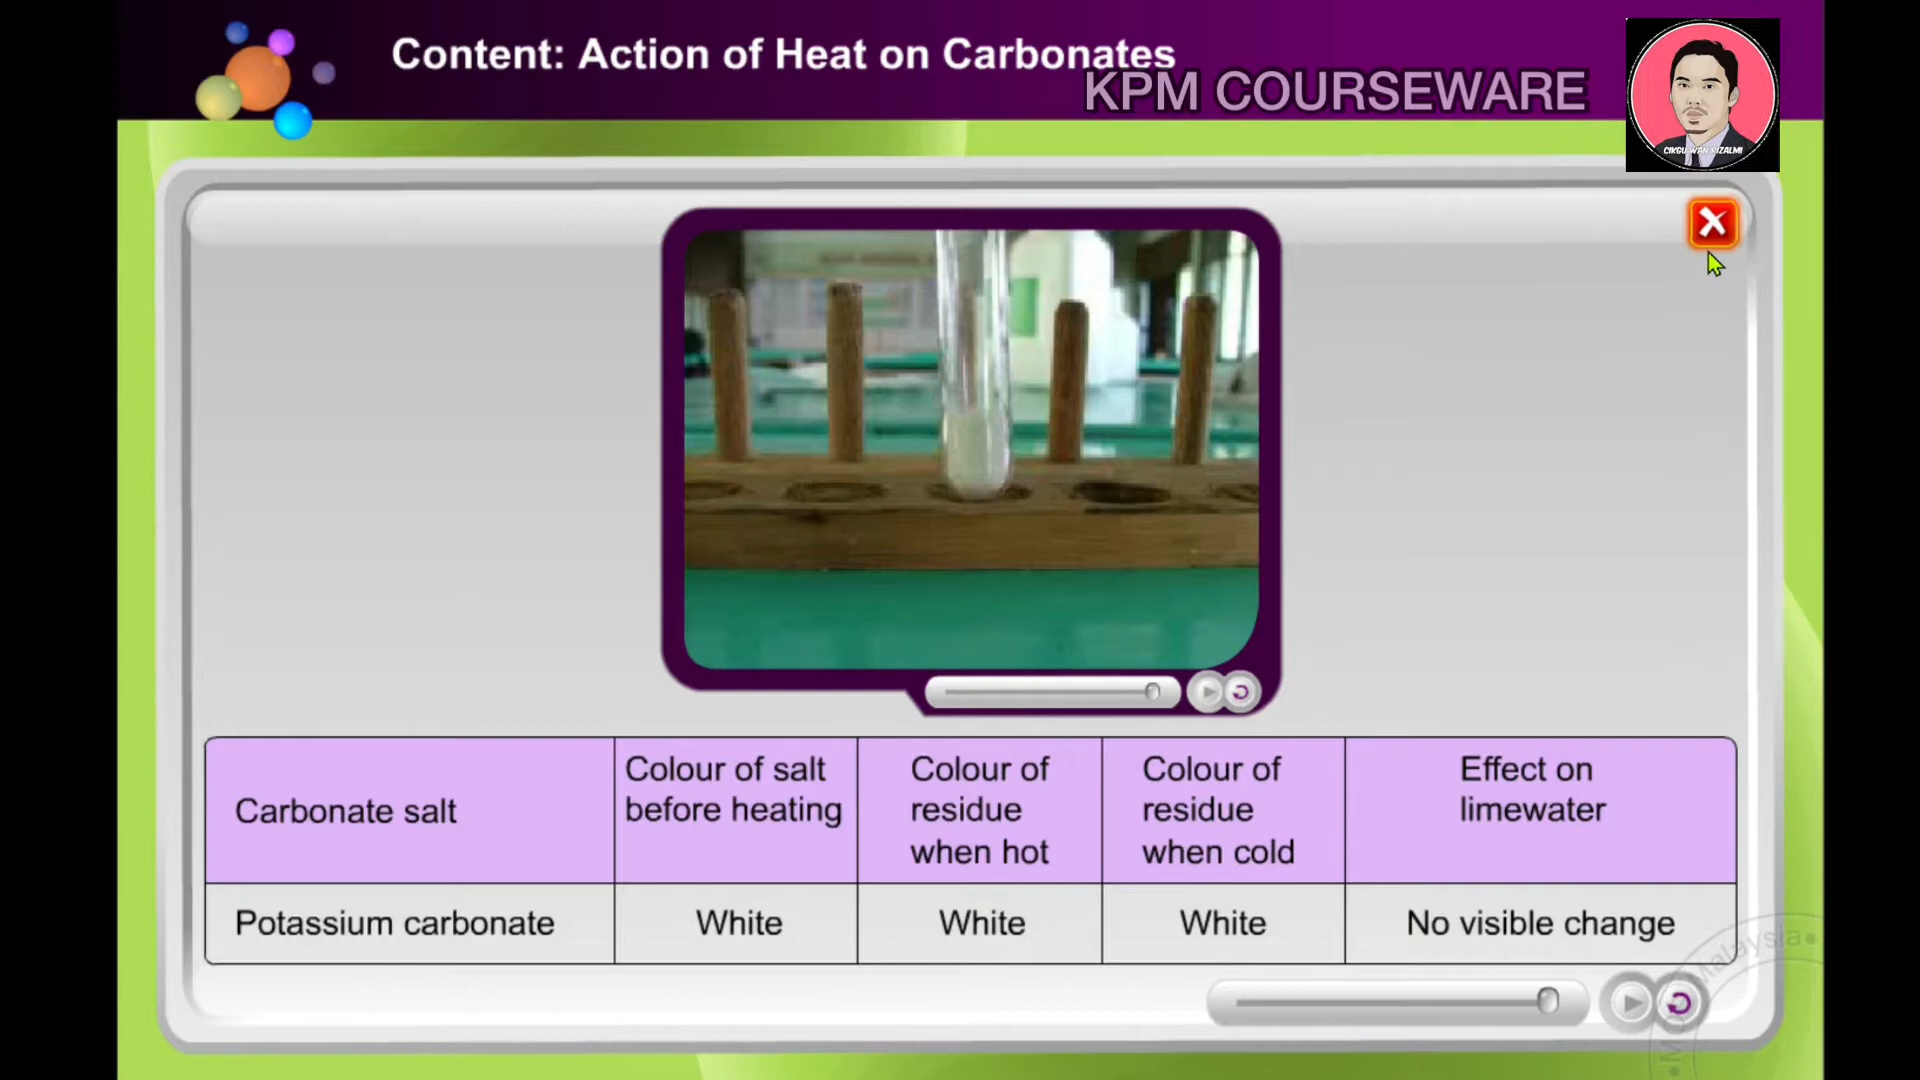 Content: Action of Heat on Carbonates
KPM COURSEWARE
CIKGU WAN RIZALMI
Carbonate salt
Colour of salt
before heating
Colour of
residue
when hot
Colour of
residue
when cold
Effect on
limewater
Potassium carbonate
White
White
White
No visible change
Malaysia